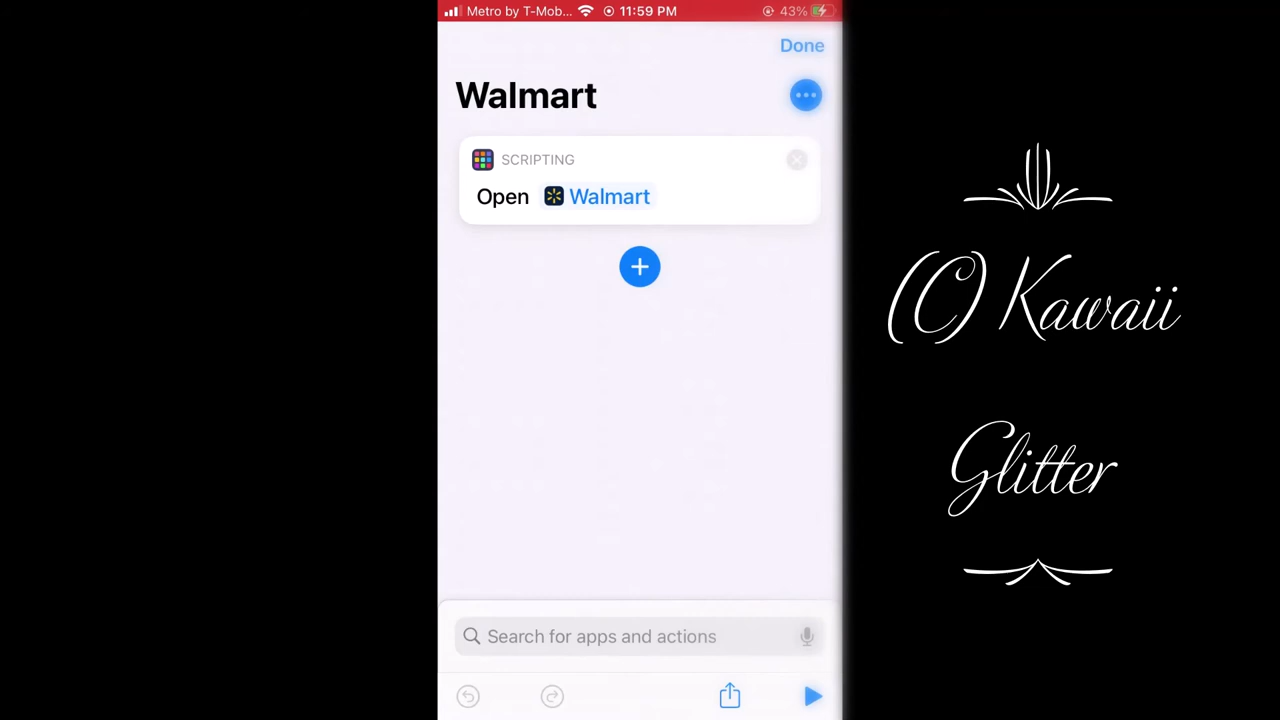 Metro by T-Mob... 11:59 PM 43%
Done
Walmart
SCRIPTING
Open Walmart
Search for apps and actions
(C) Kawaii
Glitter